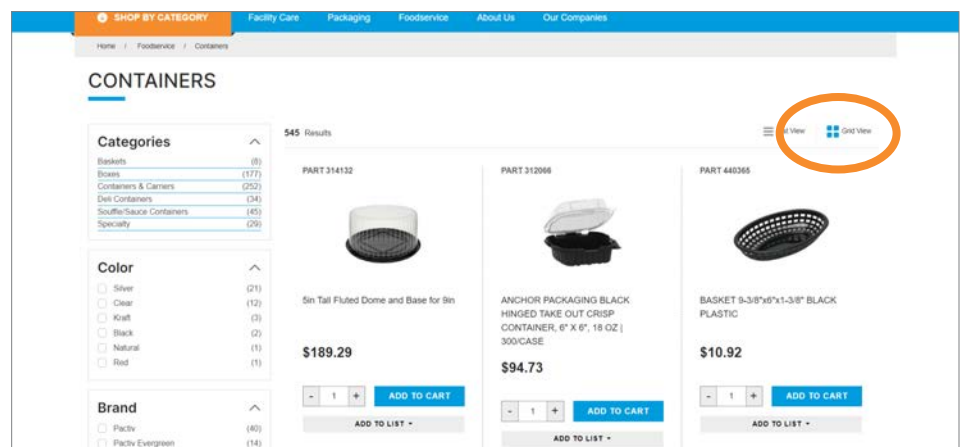 SHOP BY CATEGORY Facility Care Packaging Foodservice About Us Our Companies
Home / Foodservice / Containers
CONTAINERS
Categories
Baskets (8)
Boxes (177)
Containers & Carriers (252)
Deli Containers (34)
Souffle/Sauce Containers (45)
Specialty (29)
Color
Silver (21)
Clear (12)
Kraft (3)
Black (2)
Natural (1)
Red (1)
Brand
Pactiv (40)
Pactiv Evergreen (14)
545 Results
View Grid View
PART 314132
5in Tall Fluted Dome and Base for 9in
$189.29
- 1 +
ADD TO CART
ADD TO LIST
PART 312066
ANCHOR PACKAGING BLACK
HINGED TAKE OUT CRISP
CONTAINER, 6" X 6", 18 OZ |
300/CASE
$94.73
- 1 +
ADD TO CART
ADD TO LIST
PART 440365
BASKET 9-3/8"x6"x1-3/8" BLACK
PLASTIC
$10.92
- 1 +
ADD TO CART
ADD TO LIST